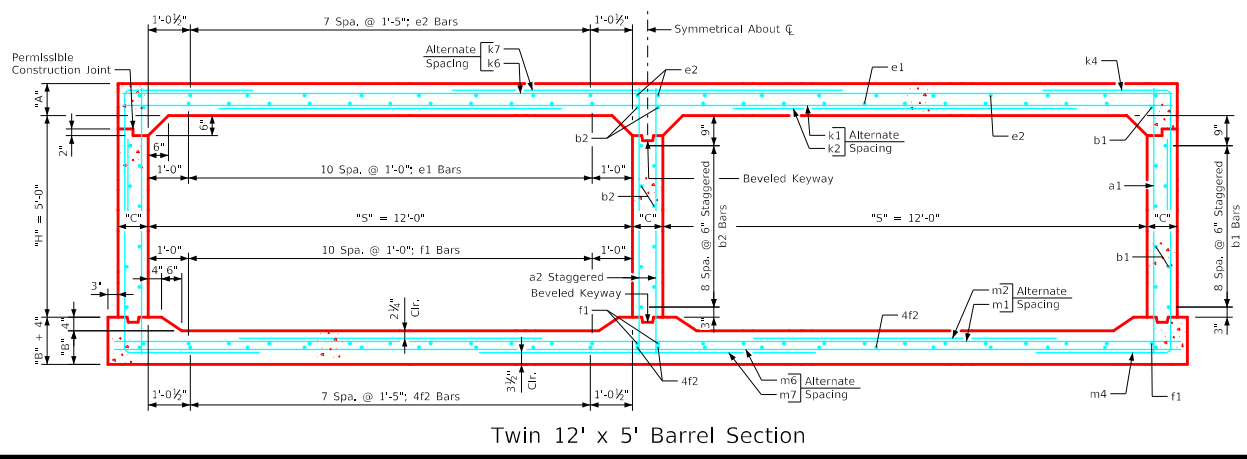 1'-0½"
7 Spa. @ 1'-5"; e2 Bars
1'-0½"
Symmetrical About ℄
Permissible
Construction Joint
Alternate
Spacing
k7
k6
e2
e1
k4
"A"
2"
6"
6"
b2
k1
k2
Alternate
Spacing
e2
b1
9"
9"
1'-0"
10 Spa. @ 1'-0"; e1 Bars
1'-0"
Beveled Keyway
a1
b2
"H" = 5'-0"
"C"
"S" = 12'-0"
"C"
8 Spa. @ 6" Staggered
b2 Bars
"S" = 12'-0"
"C"
8 Spa. @ 6" Staggered
b1 Bars
1'-0"
10 Spa. @ 1'-0"; f1 Bars
1'-0"
b1
4"
6"
a2 Staggered
3'
Beveled Keyway
2¼"
Clr.
f1
m2
m1
Alternate
Spacing
4f2
3"
3"
"B" + 4"
4"
"B"
3½"
Clr.
4f2
m6
m7
Alternate
Spacing
m4
f1
1'-0½"
7 Spa. @ 1'-5"; 4f2 Bars
1'-0½"
Twin 12' x 5' Barrel Section